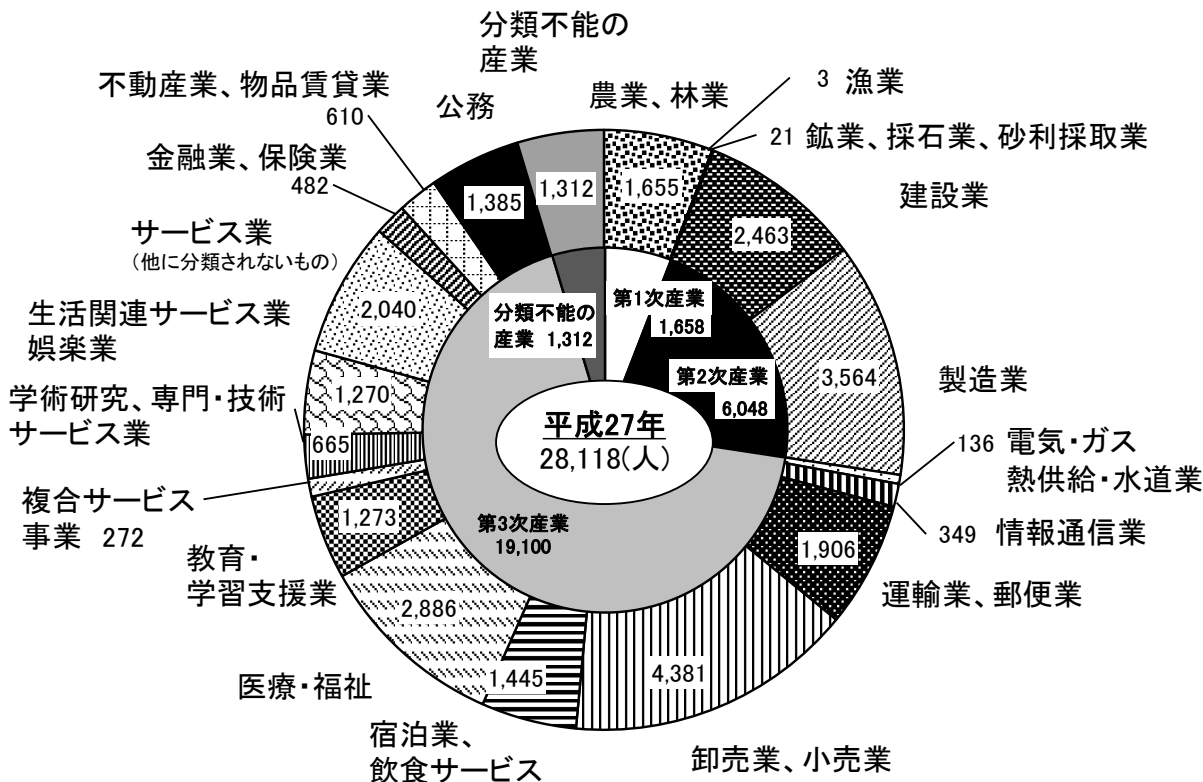 分類不能の
産業
農業、林業
3 漁業
21 鉱業、採石業、砂利採取業
建設業
製造業
136 電気・ガス
熱供給・水道業
349 情報通信業
運輸業、郵便業
卸売業、小売業
宿泊業、
飲食サービス
医療・福祉
教育・
学習支援業
複合サービス
事業 272
学術研究、専門・技術
サービス業
生活関連サービス業
娯楽業
サービス業
（他に分類されないもの）
金融業、保険業
482
不動産業、物品賃貸業
610
公務
1,312
1,655
2,463
3,564
1,906
4,381
1,445
2,886
1,273
665
1,270
2,040
1,385
第1次産業
1,658
第2次産業
6,048
第3次産業
19,100
分類不能の
産業 1,312
平成27年
28,118(人)